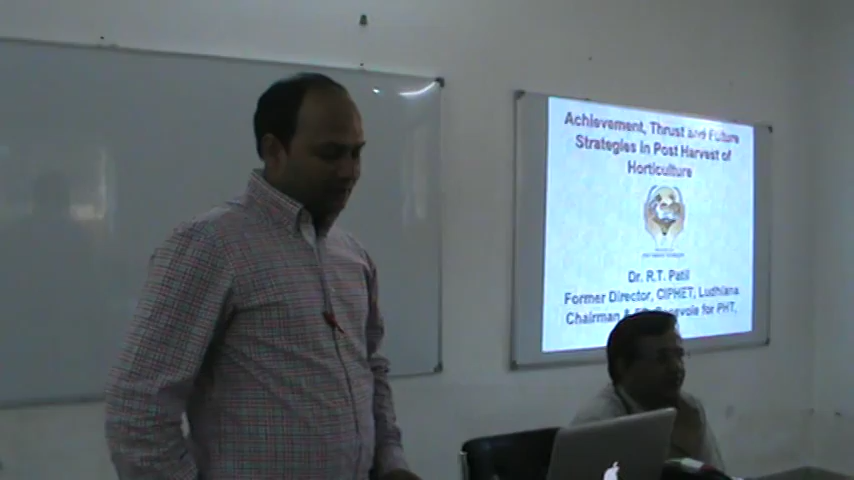 Achievement, Thrust and Future
Strategies in Post Harvest of
Horticulture
Dr. R.T. Patil
Former Director, CIPHET, Ludhiana
Chairman & for PHT,